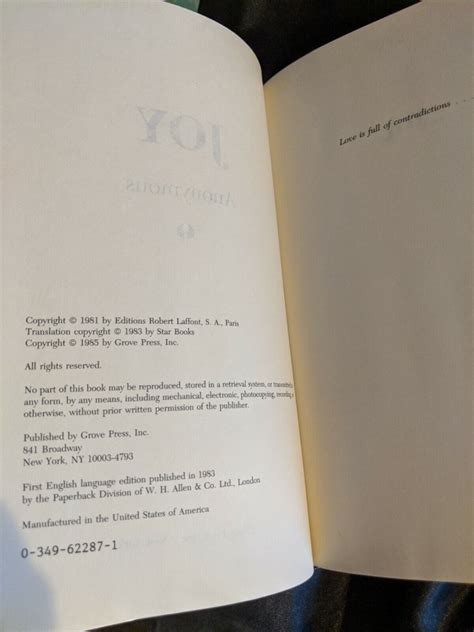 JOY
Anonymous
Copyright © 1981 by Editions Robert Laffont, S. A., Paris
Translation copyright © 1983 by Star Books
Copyright © 1985 by Grove Press, Inc.
All rights reserved.
No part of this book may be reproduced, stored in a retrieval system, or
any form, by any means, including mechanical, electronic, photocopying,
otherwise, without prior written permission of the publisher.
Published by Grove Press, Inc.
841 Broadway
New York, NY 10003-4793
First English language edition published in 1983
by the Paperback Division of W. H. Allen & Co. Ltd., London
Manufactured in the United States of America
0-349-62287-1
Love is full of contradictions . . .